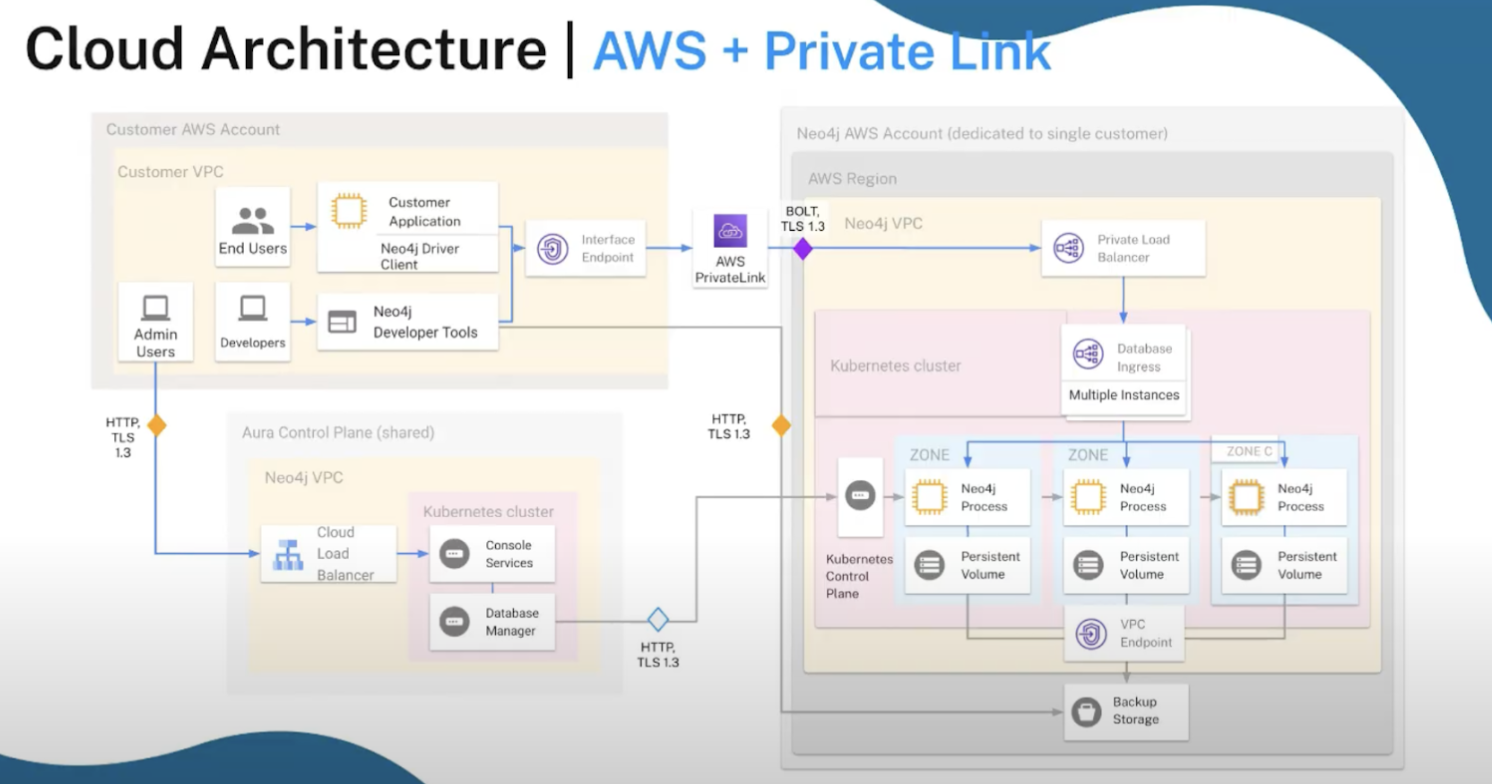 Cloud Architecture | AWS + Private Link
Customer AWS Account
Customer VPC
End Users
Customer
Application
Neo4j Driver
Client
Interface
Endpoint
Admin
Users
Developers
Neo4j
Developer Tools
AWS
PrivateLink
BOLT,
TLS 1.3
HTTP,
TLS
1.3
HTTP,
TLS 1.3
Aura Control Plane (shared)
Neo4j VPC
Kubernetes cluster
Cloud
Load
Balancer
Console
Services
Database
Manager
HTTP,
TLS 1.3
Neo4j AWS Account (dedicated to single customer)
AWS Region
Neo4j VPC
Private Load
Balancer
Kubernetes cluster
Database
Ingress
Multiple Instances
ZONE
ZONE
ZONE C
Neo4j
Process
Neo4j
Process
Neo4j
Process
Kubernetes
Control
Plane
Persistent
Volume
Persistent
Volume
Persistent
Volume
VPC
Endpoint
Backup
Storage